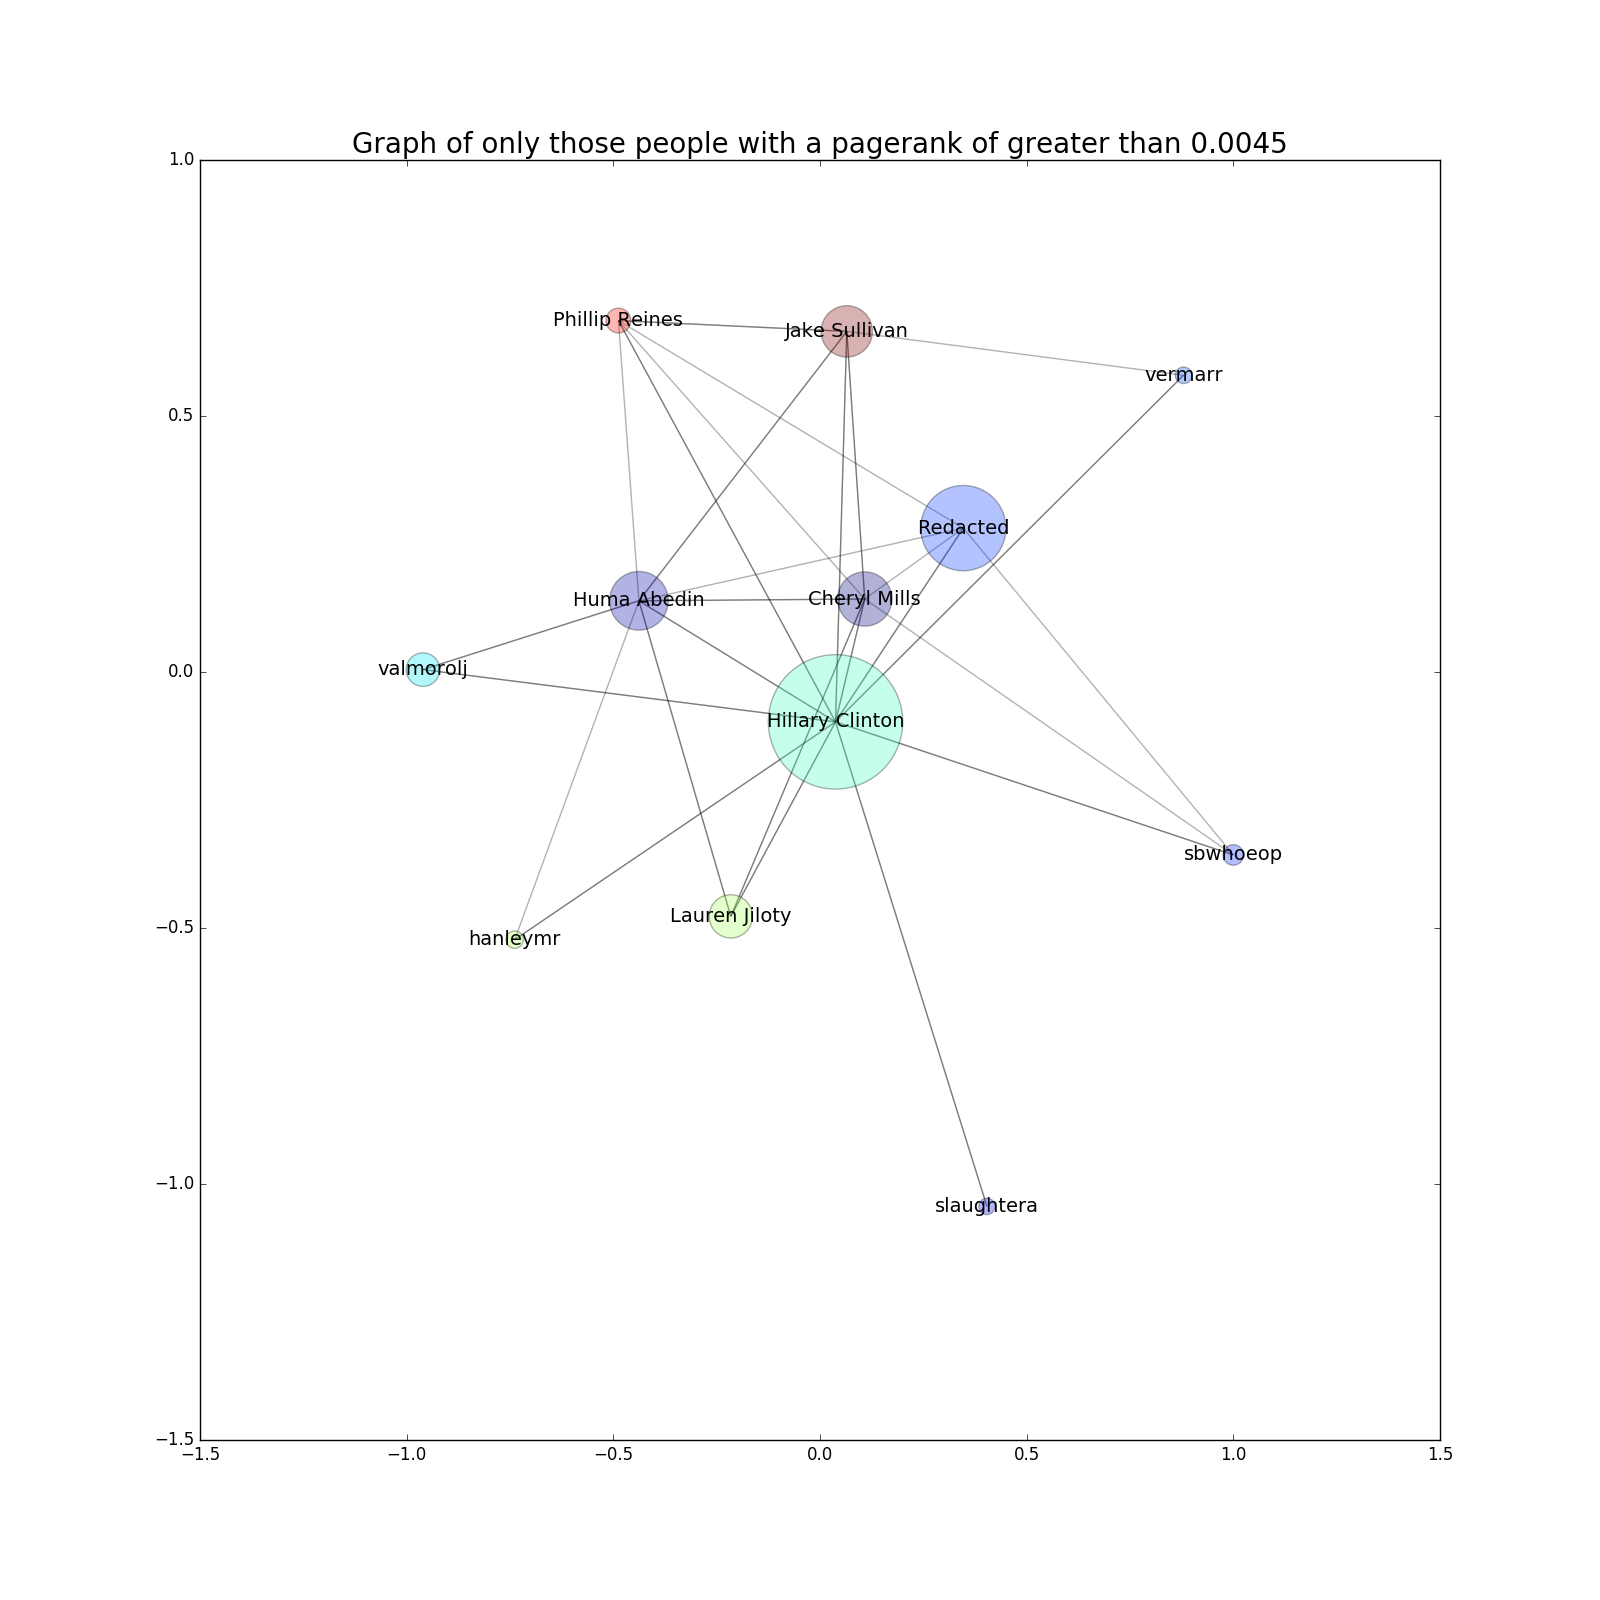 Graph of only those people with a pagerank of greater than 0.0045
1.0
Phillip Reines
Jake Sullivan
vermarr
0.5
Redacted
Huma Abedin
Cheryl Mills
valmorolj
0.0
Hillary Clinton
sbwhoeop
Lauren Jiloty
−0.5
hanleymr
−1.0
slaughtera
−1.5
−1.5 −1.0 −0.5 0.0 0.5 1.0 1.5